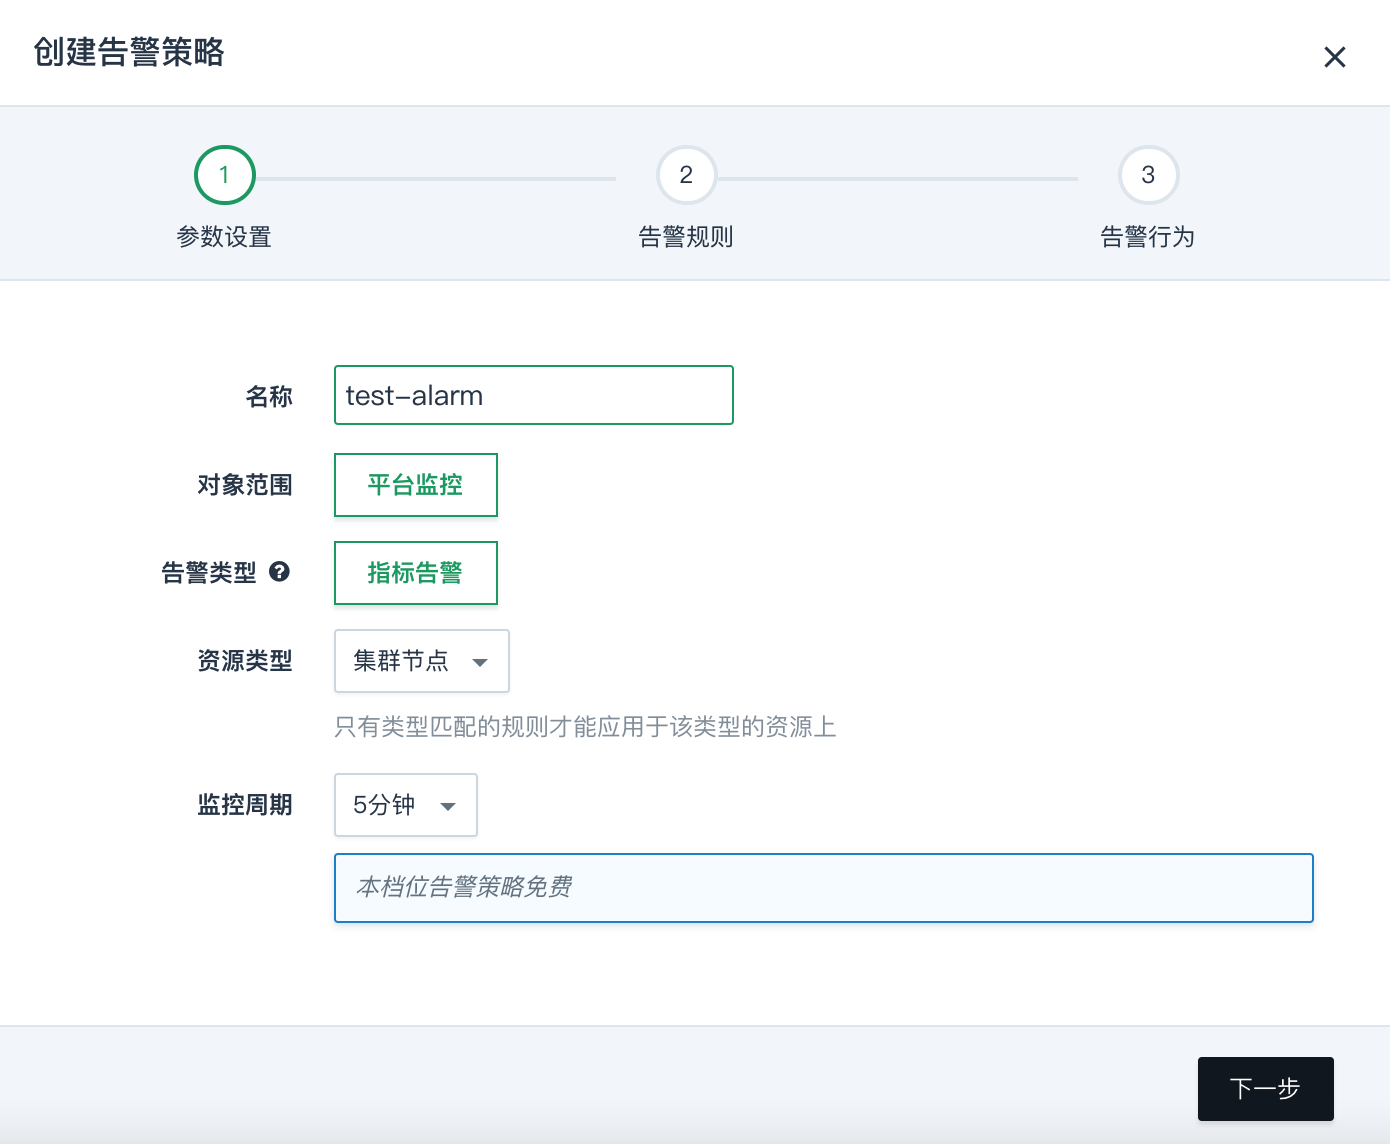 创建告警策略
1
2
3
参数设置
告警规则
告警行为
名称
test-alarm
对象范围
平台监控
告警类型
指标告警
资源类型
集群节点
只有类型匹配的规则才能应用于该类型的资源上
监控周期
5分钟
本档位告警策略免费
下一步